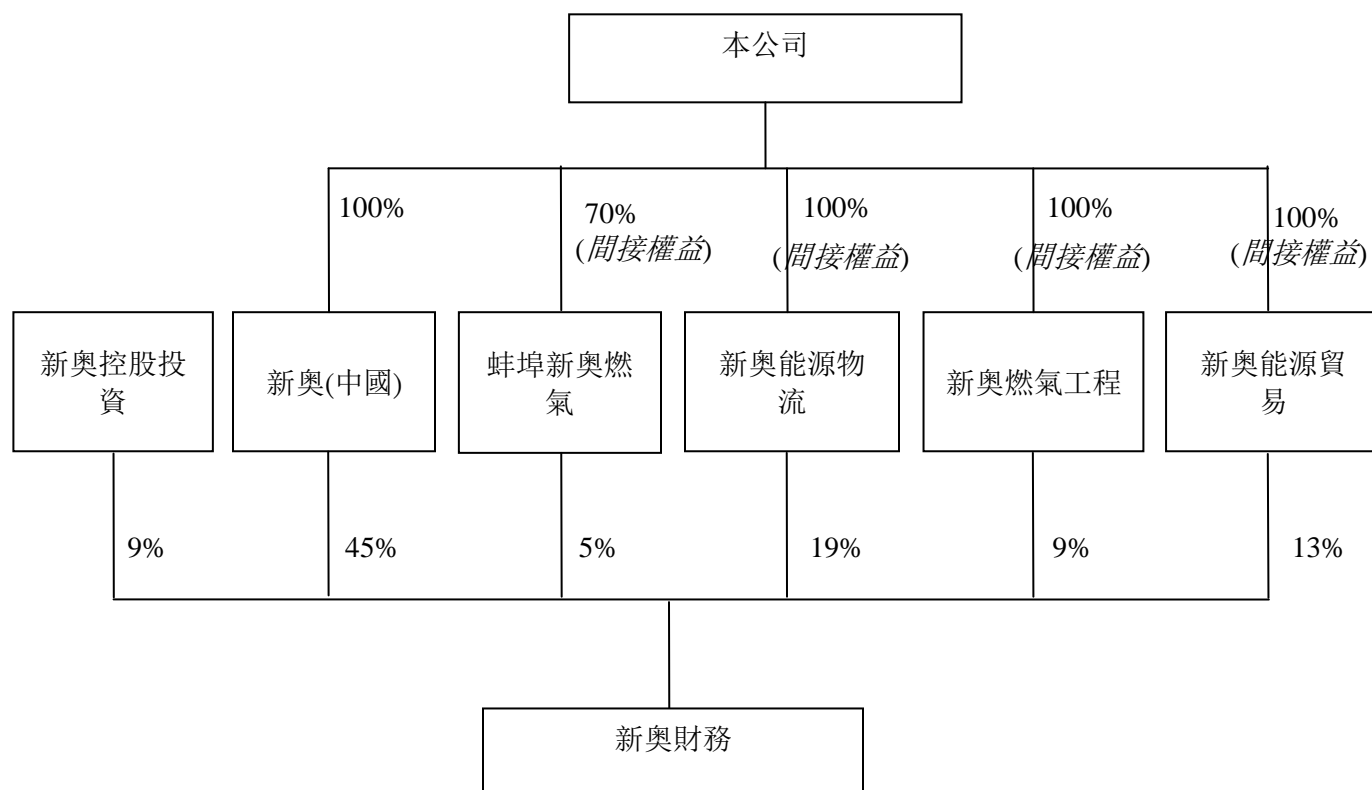 本公司
100%
70%
(間接權益)
100%
(間接權益)
100%
(間接權益)
100%
(間接權益)
新奧控股投
資
新奧(中國)
蚌埠新奧燃
氣
新奧能源物
流
新奧燃氣工程
新奧能源貿
易
9%
45%
5%
19%
9%
13%
新奧財務